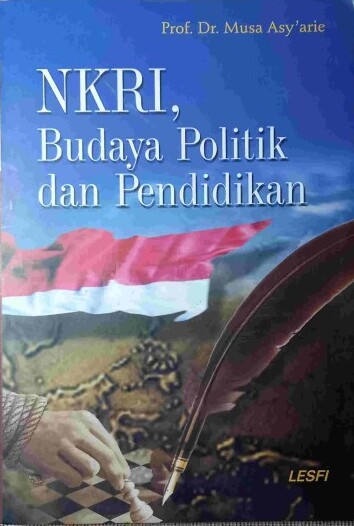 Prof. Dr. Musa Asy'arie
NKRI,
Budaya Politik
dan Pendidikan
LESFI